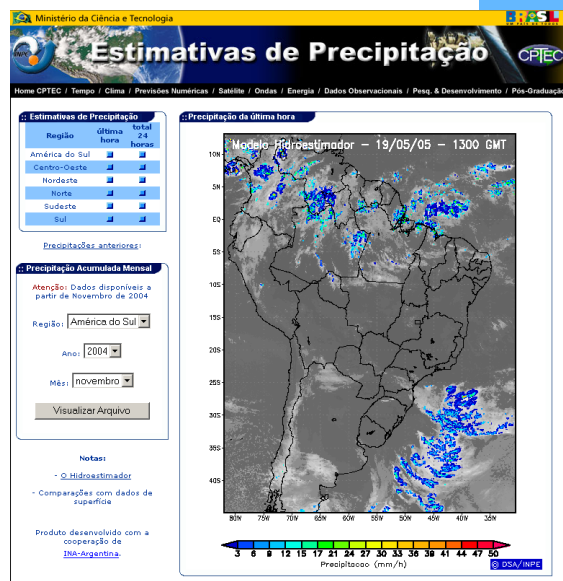 Ministério da Ciência e Tecnologia
BRASIL
INPE
Estimativas de Precipitação
CPTEC
Home CPTEC / Tempo / Clima / Previsões Numéricas / Satélite / Ondas / Energia / Dados Observacionais / Pesq. & Desenvolvimento / Pós-Graduação
:: Estimativas de Precipitação
Região última hora total 24 horas
América do Sul
Centro-Oeste
Nordeste
Norte
Sudeste
Sul
Precipitações anteriores:
:: Precipitação Acumulada Mensal
Atenção: Dados disponíveis a
partir de Novembro de 2004
Região: América do Sul
Ano: 2004
Mês: novembro
Visualizar Arquivo
Notas:
- O Hidroestimador
- Comparações com dados de
superfície
Produto desenvolvido com a
cooperação de
INA-Argentina.
:: Precipitação da última hora
Modelo Hidroestimador - 19/05/05 - 1300 GMT
10N
5N
EQ
5S
10S
15S
20S
25S
30S
35S
40S
80W 75W 70W 65W 60W 55W 50W 45W 40W 35W
3 6 9 12 15 17 21 24 27 30 33 36 39 41 44 47 50
Precipitacao (mm/h)
© DSA/INPE